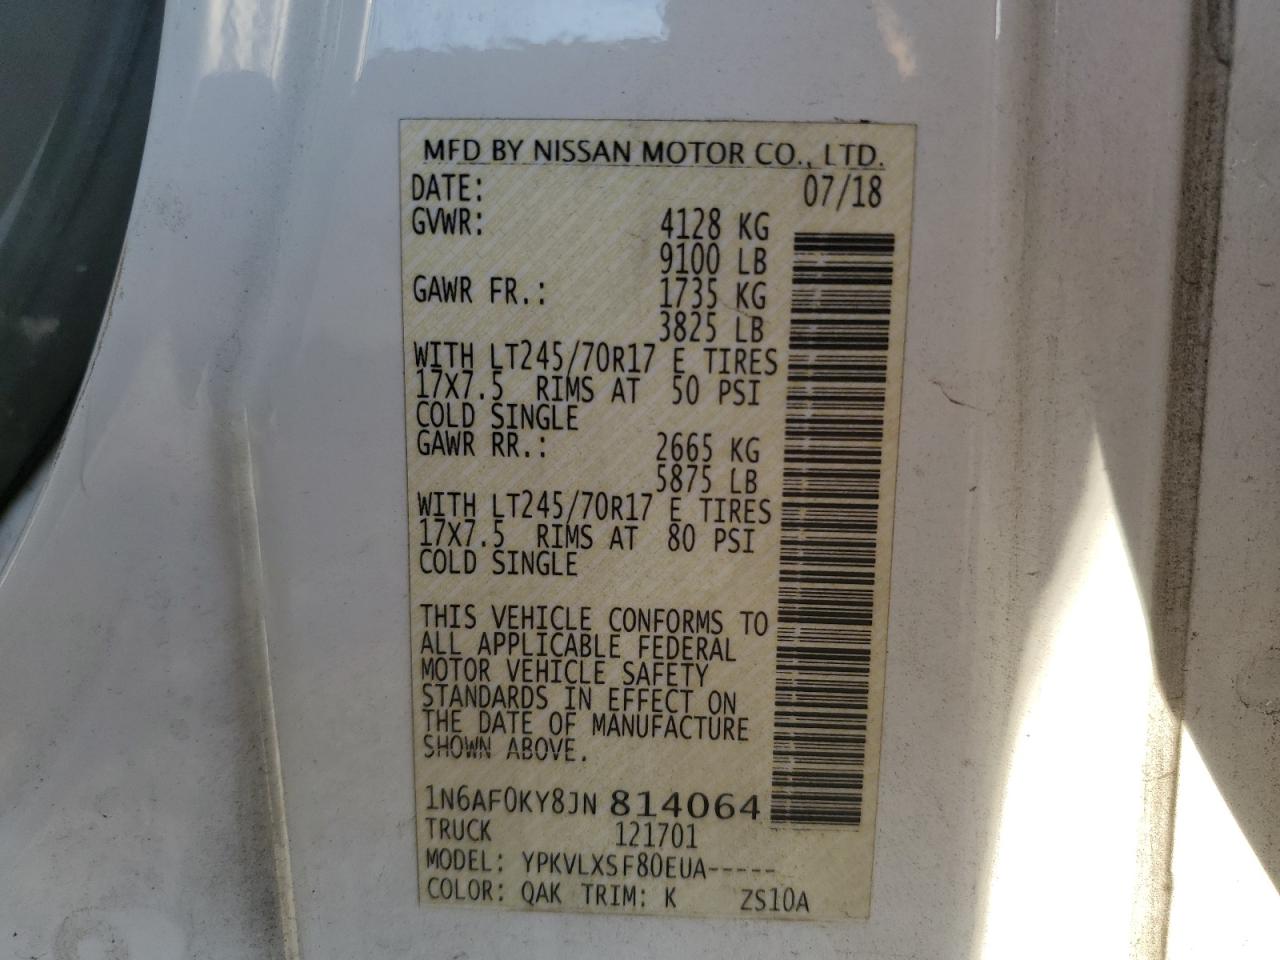 MFD BY NISSAN MOTOR CO., LTD.
DATE: 07/18
GVWR: 4128 KG
9100 LB
GAWR FR.: 1735 KG
3825 LB
WITH LT245/70R17 E TIRES
17X7.5 RIMS AT 50 PSI
COLD SINGLE
GAWR RR.: 2665 KG
5875 LB
WITH LT245/70R17 E TIRES
17X7.5 RIMS AT 80 PSI
COLD SINGLE
THIS VEHICLE CONFORMS TO
ALL APPLICABLE FEDERAL
MOTOR VEHICLE SAFETY
STANDARDS IN EFFECT ON
THE DATE OF MANUFACTURE
SHOWN ABOVE.
1N6AF0KY8JN 814064
TRUCK 121701
MODEL: YPKVLXSF80EUA-----
COLOR: QAK TRIM: K ZS10A